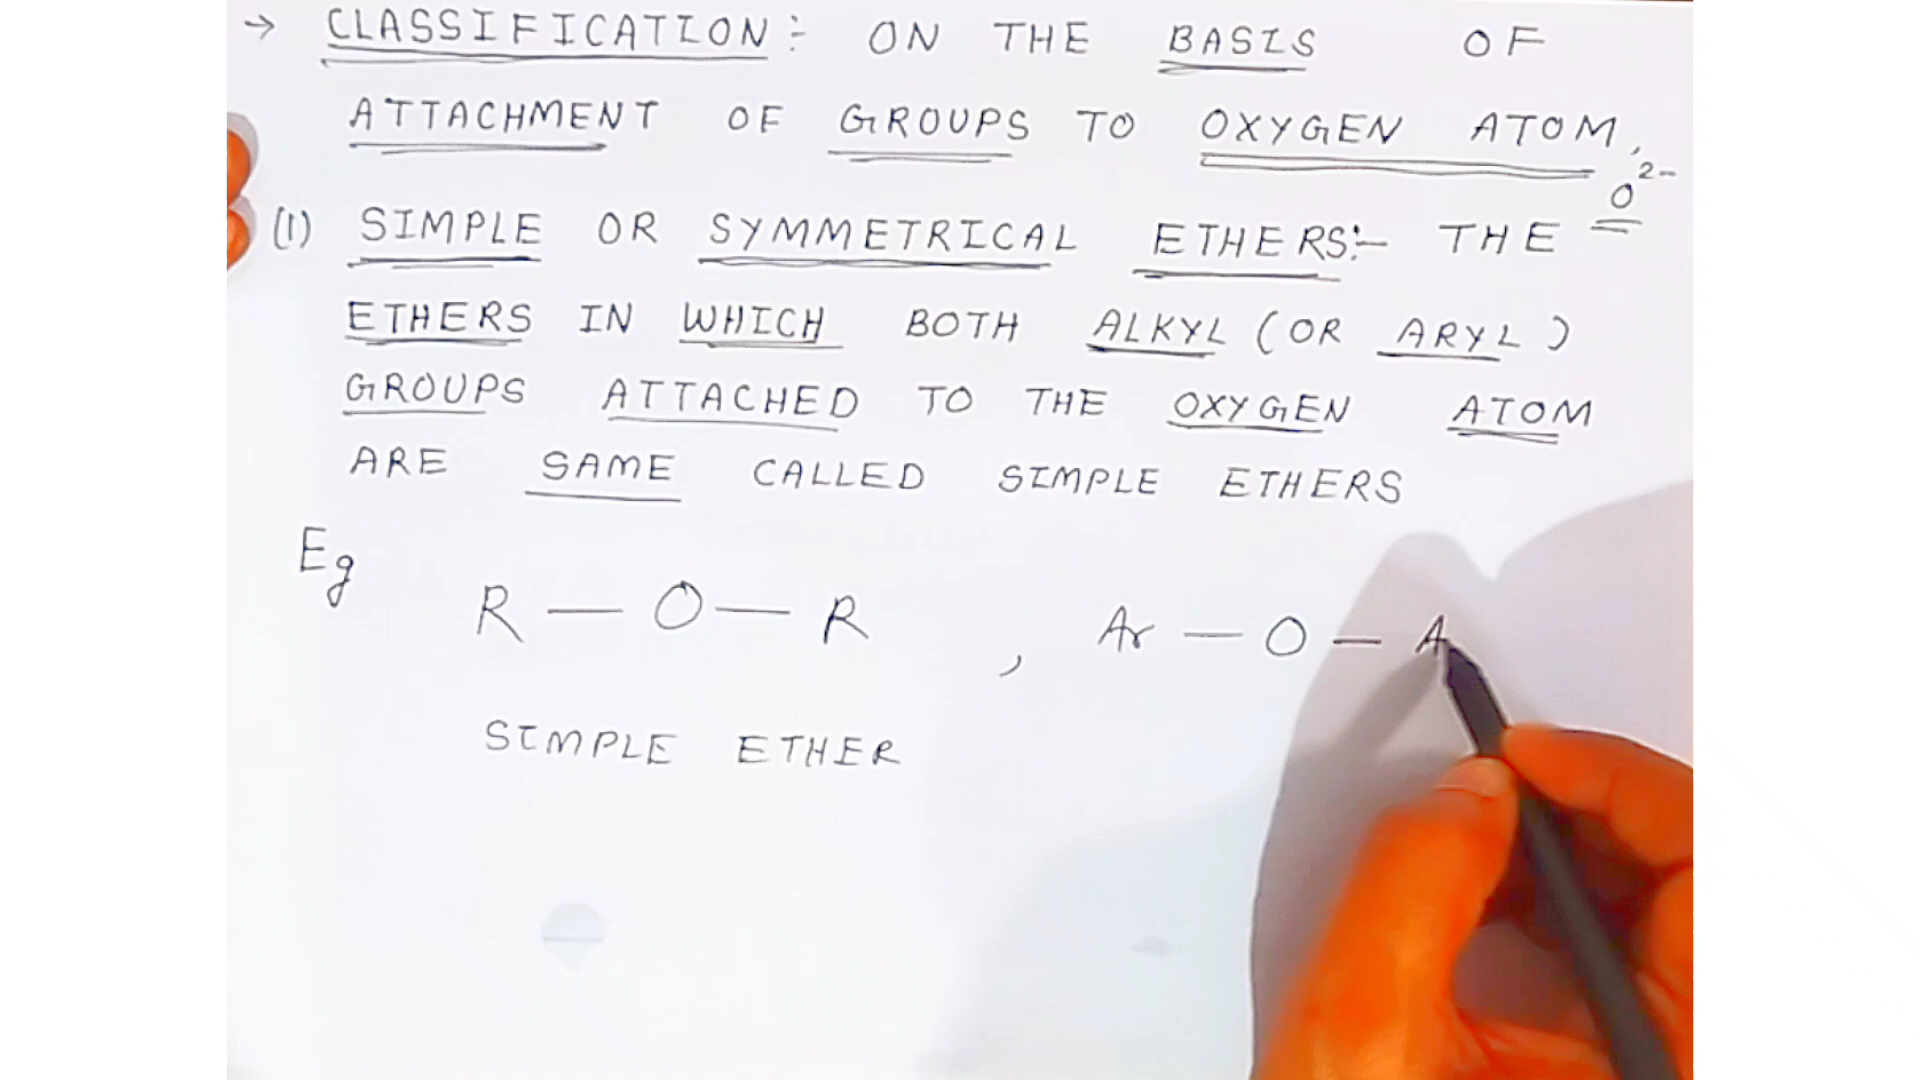 → CLASSIFICATION:- ON THE BASIS OF
ATTACHMENT OF GROUPS TO OXYGEN ATOM,
O²⁻
(1) SIMPLE OR SYMMETRICAL ETHERS:- THE
ETHERS IN WHICH BOTH ALKYL (OR ARYL)
GROUPS ATTACHED TO THE OXYGEN ATOM
ARE SAME CALLED SIMPLE ETHERS
Eg
R — O — R , Ar — O — A
SIMPLE ETHER